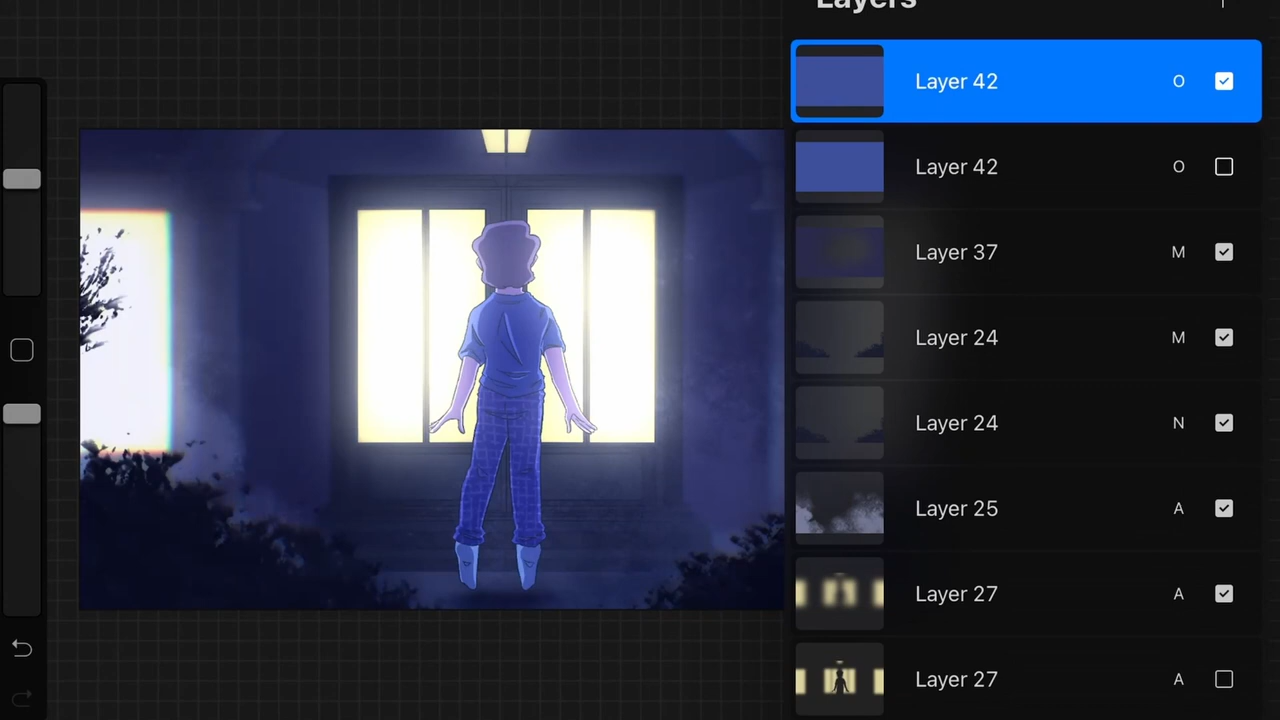 Layers
Layer 42 O
Layer 42 O
Layer 37 M
Layer 24 M
Layer 24 N
Layer 25 A
Layer 27 A
Layer 27 A